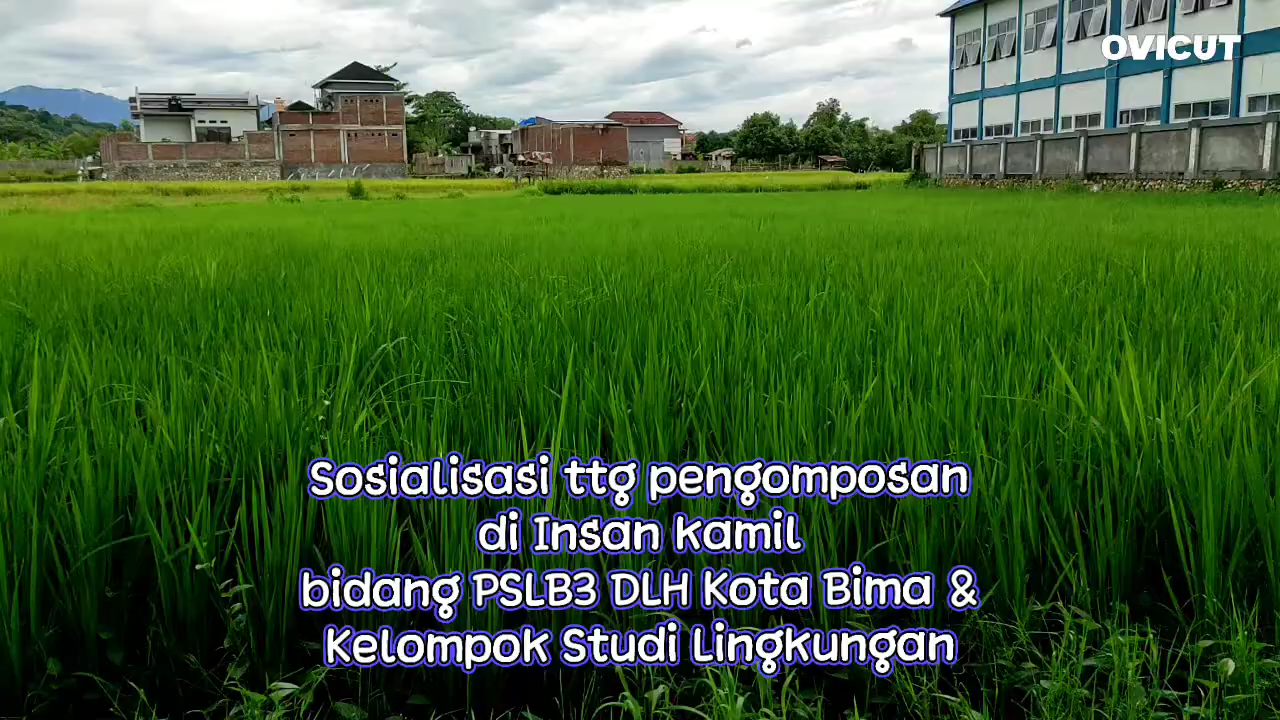 OVICUT
Sosialisasi ttg pengomposan
di Insan kamil
bidang PSLB3 DLH Kota Bima &
Kelompok Studi Lingkungan